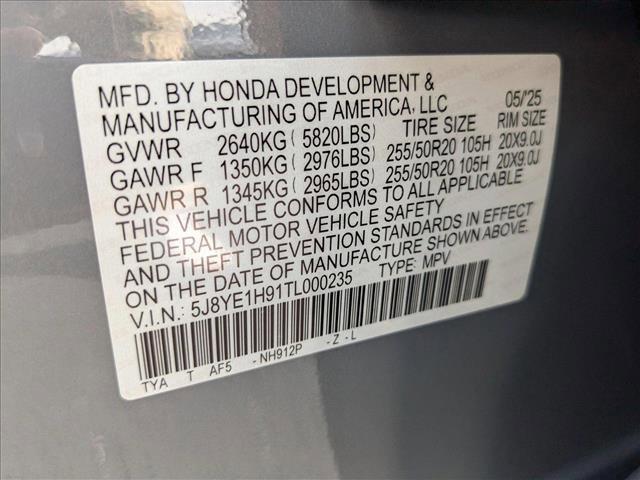 MFD. BY HONDA DEVELOPMENT &
MANUFACTURING OF AMERICA, LLC 05/'25
GVWR 2640KG ( 5820LBS) TIRE SIZE RIM SIZE
GAWR F 1350KG ( 2976LBS) 255/50R20 105H 20X9.0J
GAWR R 1345KG ( 2965LBS) 255/50R20 105H 20X9.0J
THIS VEHICLE CONFORMS TO ALL APPLICABLE
FEDERAL MOTOR VEHICLE SAFETY
AND THEFT PREVENTION STANDARDS IN EFFECT
ON THE DATE OF MANUFACTURE SHOWN ABOVE.
V.I.N.: 5J8YE1H91TL000235 TYPE: MPV
TYA T AF5 -NH912P -Z-L